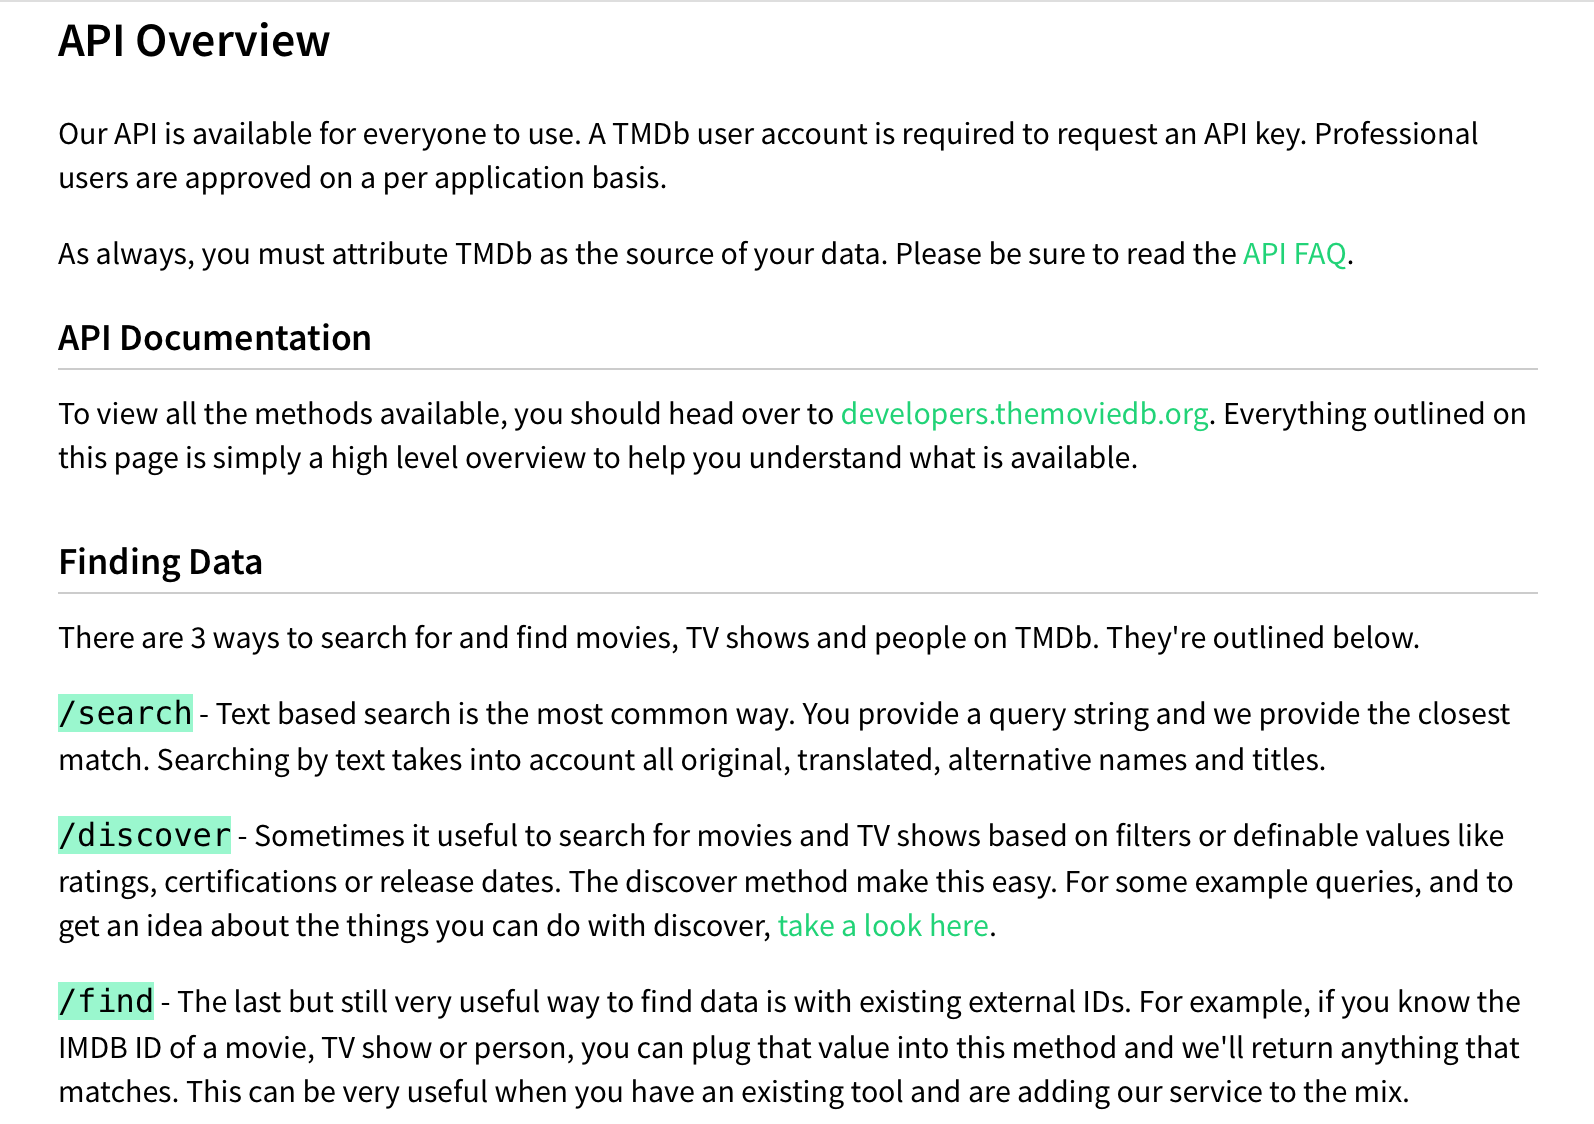 API Overview
Our API is available for everyone to use. A TMDb user account is required to request an API key. Professional
users are approved on a per application basis.
As always, you must attribute TMDb as the source of your data. Please be sure to read the API FAQ.
API Documentation
To view all the methods available, you should head over to developers.themoviedb.org. Everything outlined on
this page is simply a high level overview to help you understand what is available.
Finding Data
There are 3 ways to search for and find movies, TV shows and people on TMDb. They're outlined below.
/search - Text based search is the most common way. You provide a query string and we provide the closest
match. Searching by text takes into account all original, translated, alternative names and titles.
/discover - Sometimes it useful to search for movies and TV shows based on filters or definable values like
ratings, certifications or release dates. The discover method make this easy. For some example queries, and to
get an idea about the things you can do with discover, take a look here.
/find - The last but still very useful way to find data is with existing external IDs. For example, if you know the
IMDB ID of a movie, TV show or person, you can plug that value into this method and we'll return anything that
matches. This can be very useful when you have an existing tool and are adding our service to the mix.